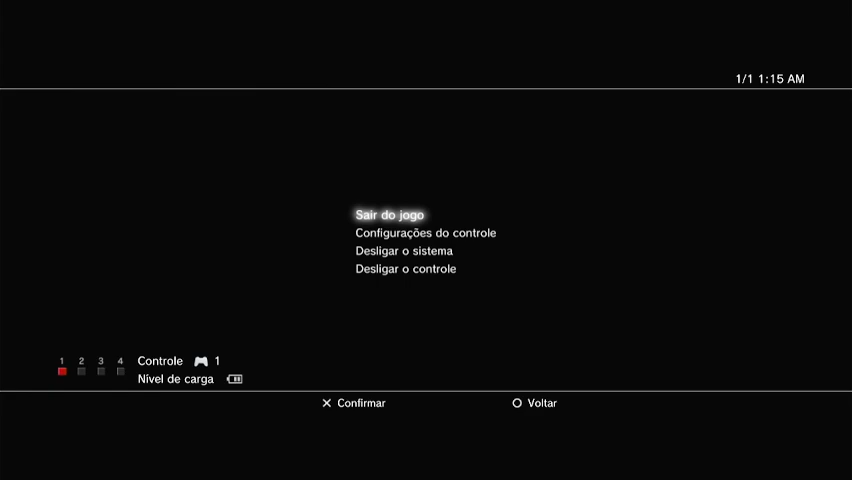 1/1 1:15 AM
Sair do jogo
Configurações do controle
Desligar o sistema
Desligar o controle
1 2 3 4
Controle 1
Nível de carga
Confirmar
Voltar